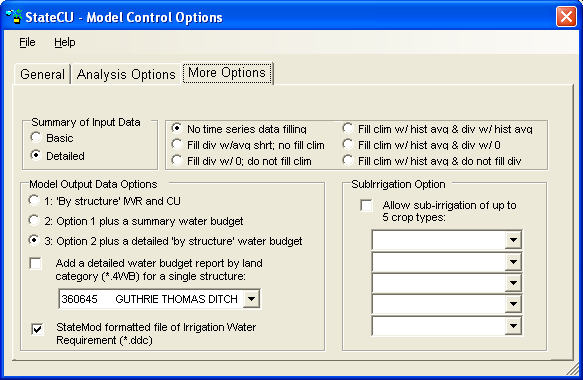 StateCU - Model Control Options
File Help
General Analysis Options More Options
Summary of Input Data
Basic
Detailed
No time series data filling
Fill div w/avg shrt; no fill clim
Fill div w/ 0; do not fill clim
Fill clim w/ hist avg & div w/ hist avg
Fill clim w/ hist avg & div w/ 0
Fill clim w/ hist avg & do not fill div
Model Output Data Options
1: 'By structure' IWR and CU
2: Option 1 plus a summary water budget
3: Option 2 plus a detailed 'by structure' water budget
Add a detailed water budget report by land
category (*.4WB) for a single structure:
360645 GUTHRIE THOMAS DITCH
StateMod formatted file of Irrigation Water
Requirement (*.ddc)
SubIrrigation Option
Allow sub-irrigation of up to
5 crop types: